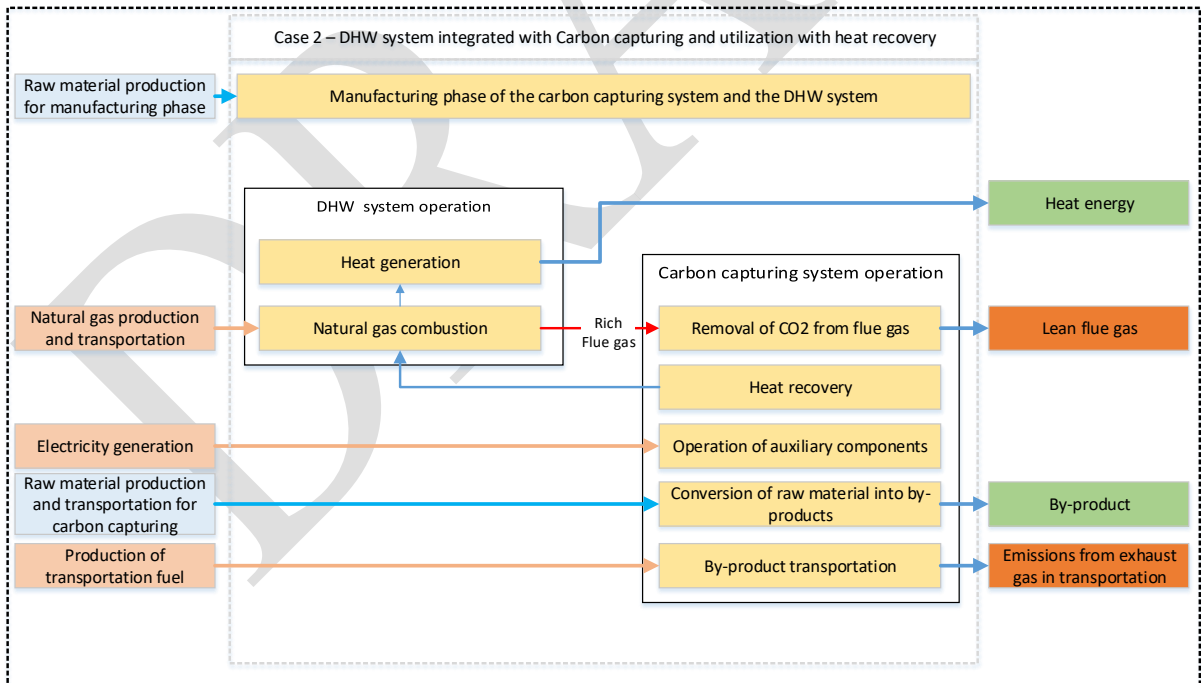 Case 2 – DHW system integrated with Carbon capturing and utilization with heat recovery
Raw material production
for manufacturing phase
Manufacturing phase of the carbon capturing system and the DHW system
DHW system operation
Heat energy
Heat generation
Carbon capturing system operation
Natural gas production
and transportation
Natural gas combustion
Rich
Flue gas
Removal of CO2 from flue gas
Lean flue gas
Heat recovery
Electricity generation
Operation of auxiliary components
Raw material production
and transportation for
carbon capturing
Conversion of raw material into by-
products
By-product
Production of
transportation fuel
By-product transportation
Emissions from exhaust
gas in transportation
DRA